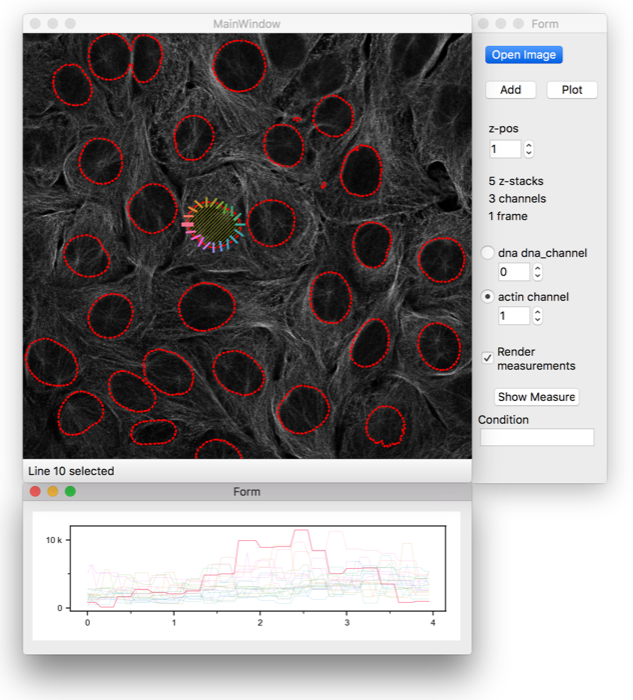 MainWindow
Form
Open Image
Add Plot
z-pos
1
5 z-stacks
3 channels
1 frame
dna dna_channel
0
actin channel
1
Render
measurements
Show Measure
Condition
Line 10 selected
Form
10 k
0
0 1 2 3 4